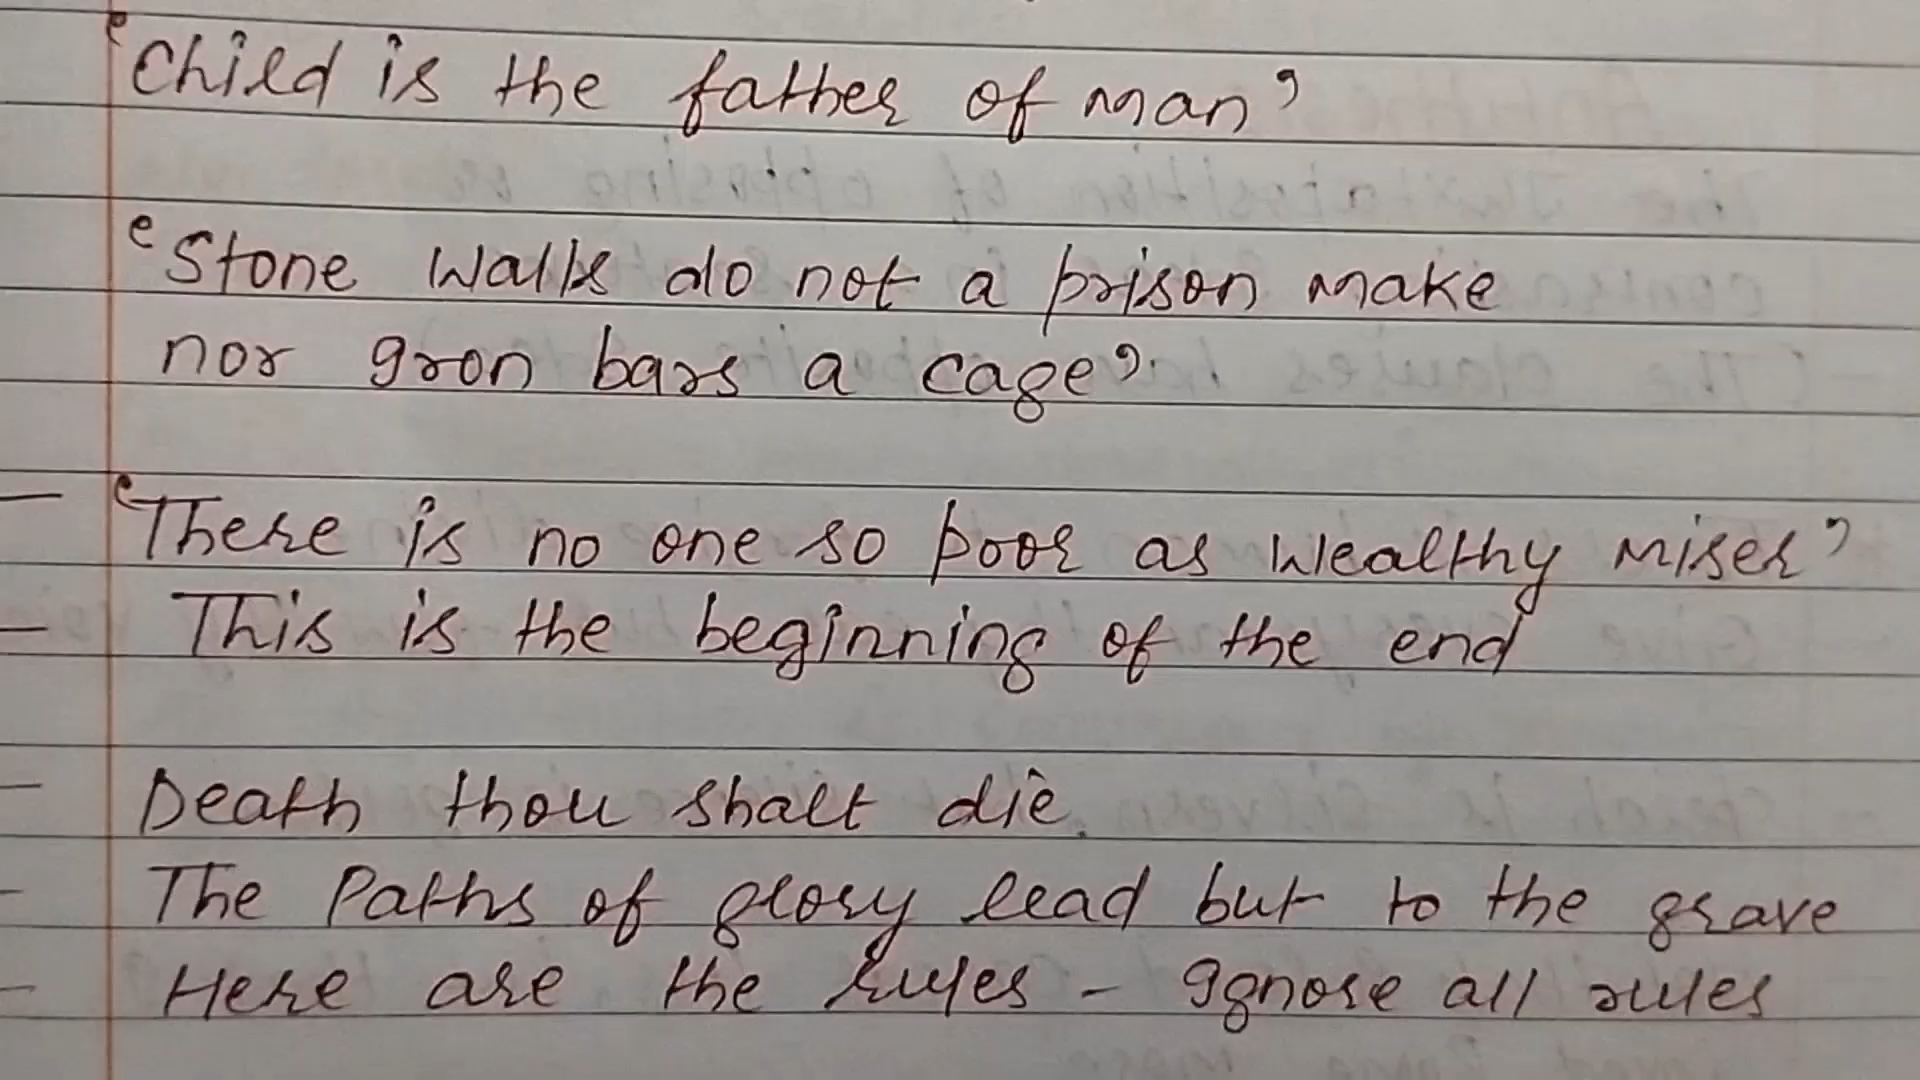 ‘Child is the father of man’
‘Stone Walls do not a prison make
nor Iron bars a cage’.
– ‘There is no one so poor as Wealthy miser’
– This is the beginning of the end
– Death thou shalt die.
– The Paths of glory lead but to the grave
– Here are the rules – Ignore all rules